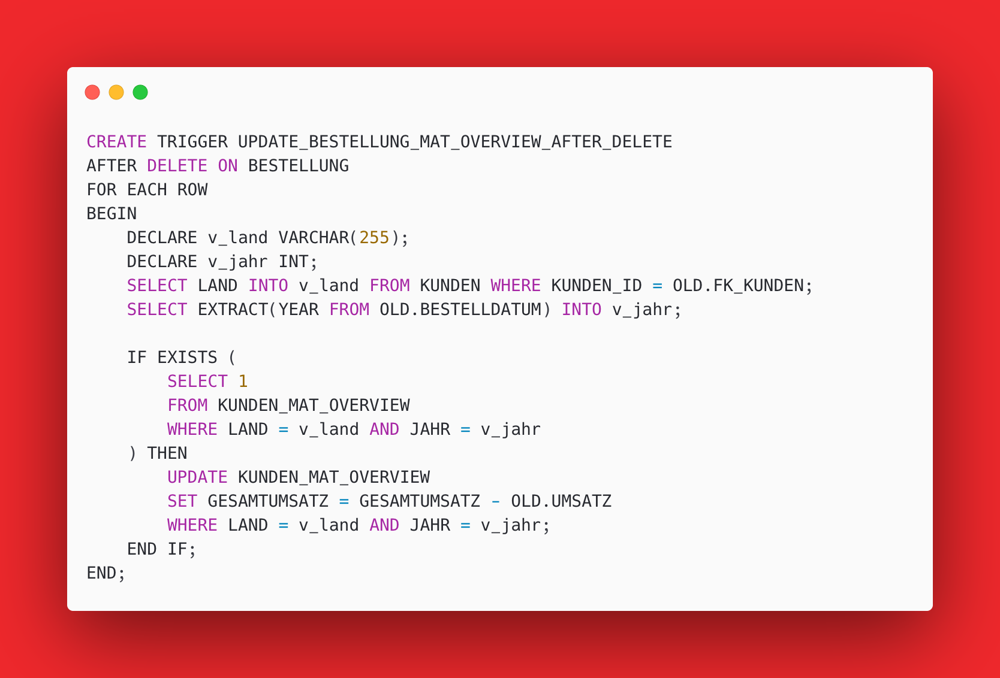 CREATE TRIGGER UPDATE_BESTELLUNG_MAT_OVERVIEW_AFTER_DELETE
AFTER DELETE ON BESTELLUNG
FOR EACH ROW
BEGIN
    DECLARE v_land VARCHAR(255);
    DECLARE v_jahr INT;
    SELECT LAND INTO v_land FROM KUNDEN WHERE KUNDEN_ID = OLD.FK_KUNDEN;
    SELECT EXTRACT(YEAR FROM OLD.BESTELLDATUM) INTO v_jahr;

    IF EXISTS (
        SELECT 1
        FROM KUNDEN_MAT_OVERVIEW
        WHERE LAND = v_land AND JAHR = v_jahr
    ) THEN
        UPDATE KUNDEN_MAT_OVERVIEW
        SET GESAMTUMSATZ = GESAMTUMSATZ - OLD.UMSATZ
        WHERE LAND = v_land AND JAHR = v_jahr;
    END IF;
END;